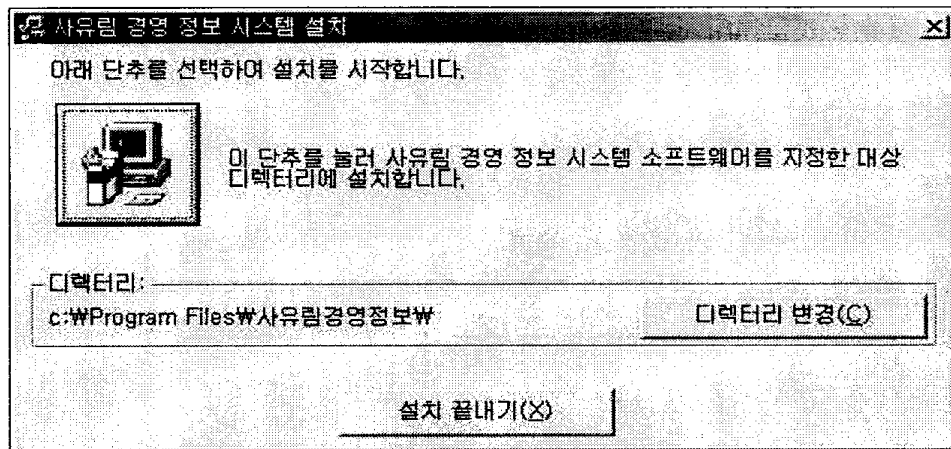 사유림 경영 정보 시스템 설치
아래 단추를 선택하여 설치를 시작합니다.
이 단추를 눌러 사유림 경영 정보 시스템 소프트웨어를 지정한 대상
디렉터리에 설치합니다.
디렉터리:
c:₩Program Files₩사유림경영정보₩
디렉터리 변경(C)
설치 끝내기(X)